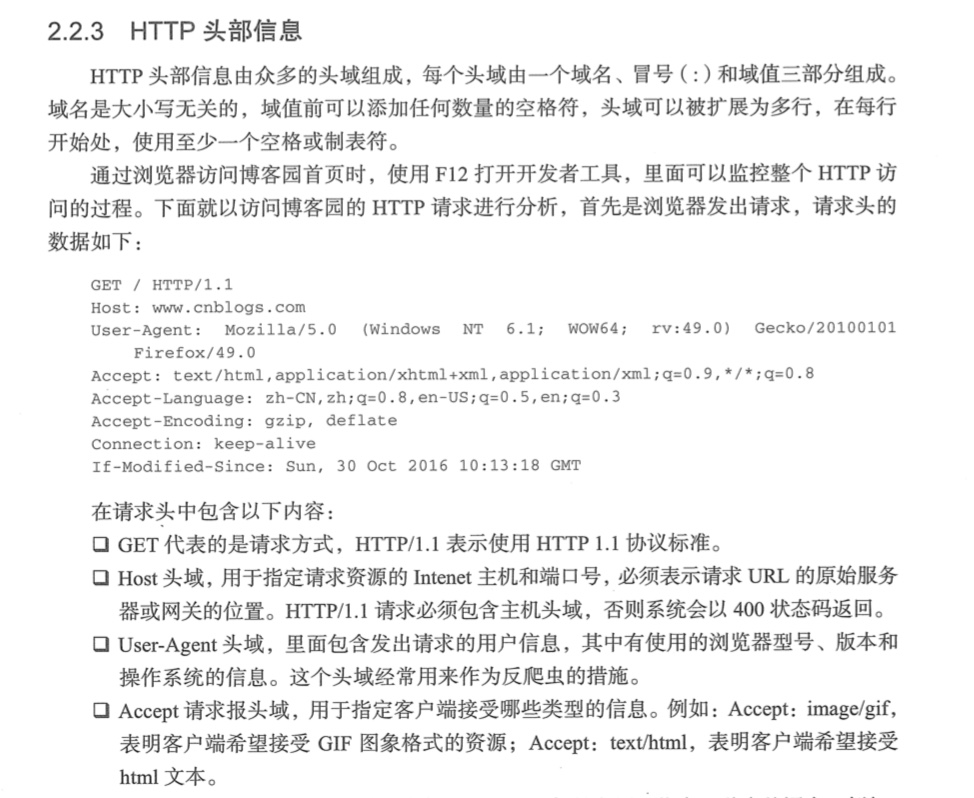 2.2.3 HTTP 头部信息
HTTP 头部信息由众多的头域组成，每个头域由一个域名、冒号（:）和域值三部分组成。
域名是大小写无关的，域值前可以添加任何数量的空格符，头域可以被扩展为多行，在每行
开始处，使用至少一个空格或制表符。
通过浏览器访问博客园首页时，使用 F12 打开开发者工具，里面可以监控整个 HTTP 访
问的过程。下面就以访问博客园的 HTTP 请求进行分析，首先是浏览器发出请求，请求头的
数据如下：
GET / HTTP/1.1
Host: www.cnblogs.com
User-Agent: Mozilla/5.0 (Windows NT 6.1; WOW64; rv:49.0) Gecko/20100101
Firefox/49.0
Accept: text/html,application/xhtml+xml,application/xml;q=0.9,*/*;q=0.8
Accept-Language: zh-CN,zh;q=0.8,en-US;q=0.5,en;q=0.3
Accept-Encoding: gzip, deflate
Connection: keep-alive
If-Modified-Since: Sun, 30 Oct 2016 10:13:18 GMT
在请求头中包含以下内容：
❑ GET 代表的是请求方式，HTTP/1.1 表示使用 HTTP 1.1 协议标准。
❑ Host 头域，用于指定请求资源的 Intenet 主机和端口号，必须表示请求 URL 的原始服务
器或网关的位置。HTTP/1.1 请求必须包含主机头域，否则系统会以 400 状态码返回。
❑ User-Agent 头域，里面包含发出请求的用户信息，其中有使用的浏览器型号、版本和
操作系统的信息。这个头域经常用来作为反爬虫的措施。
❑ Accept 请求报头域，用于指定客户端接受哪些类型的信息。例如：Accept：image/gif，
表明客户端希望接受 GIF 图象格式的资源；Accept：text/html，表明客户端希望接受
html 文本。